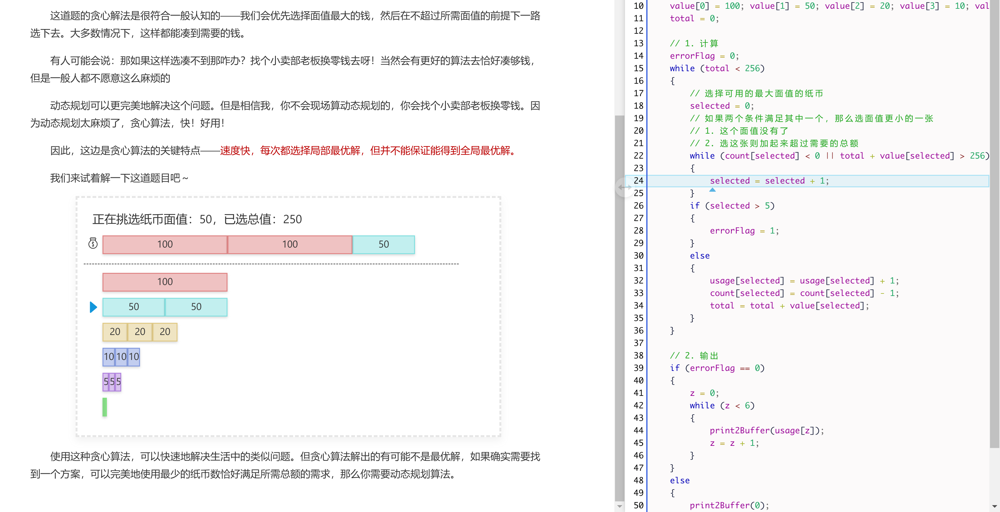 这道题的贪心解法是很符合一般认知的——我们会优先选择面值最大的钱，然后在不超过所需面值的前提下一路
选下去。大多数情况下，这样都能凑到需要的钱。
有人可能会说：那如果这样选凑不到那咋办？找个小卖部老板换零钱去呀！当然会有更好的算法去恰好凑够钱，
但是一般人都不愿意这么麻烦的
动态规划可以更完美地解决这个问题。但是相信我，你不会现场算动态规划的，你会找个小卖部老板换零钱。因
为动态规划太麻烦了，贪心算法，快！好用！
因此，这边是贪心算法的关键特点——速度快，每次都选择局部最优解，但并不能保证能得到全局最优解。
我们来试着解一下这道题目吧～
正在挑选纸币面值：50，已选总值：250
100 100 50
100
50 50
20 20 20
10 10 10
5 5 5
使用这种贪心算法，可以快速地解决生活中的类似问题。但贪心算法解出的有可能不是最优解，如果确实需要找
到一个方案，可以完美地使用最少的纸币数恰好满足所需总额的需求，那么你需要动态规划算法。
10 value[0] = 100; value[1] = 50; value[2] = 20; value[3] = 10; val
11 total = 0;
12
13 // 1. 计算
14 errorFlag = 0;
15 while (total < 256)
16 {
17 // 选择可用的最大面值的纸币
18 selected = 0;
19 // 如果两个条件满足其中一个，那么选面值更小的一张
20 // 1. 这个面值没有了
21 // 2. 选这张则加起来超过需要的总额
22 while (count[selected] < 0 || total + value[selected] > 256)
23 {
24 selected = selected + 1;
25 }
26 if (selected > 5)
27 {
28 errorFlag = 1;
29 }
30 else
31 {
32 usage[selected] = usage[selected] + 1;
33 count[selected] = count[selected] - 1;
34 total = total + value[selected];
35 }
36 }
37
38 // 2. 输出
39 if (errorFlag == 0)
40 {
41 z = 0;
42 while (z < 6)
43 {
44 print2Buffer(usage[z]);
45 z = z + 1;
46 }
47 }
48 else
49 {
50 print2Buffer(0);